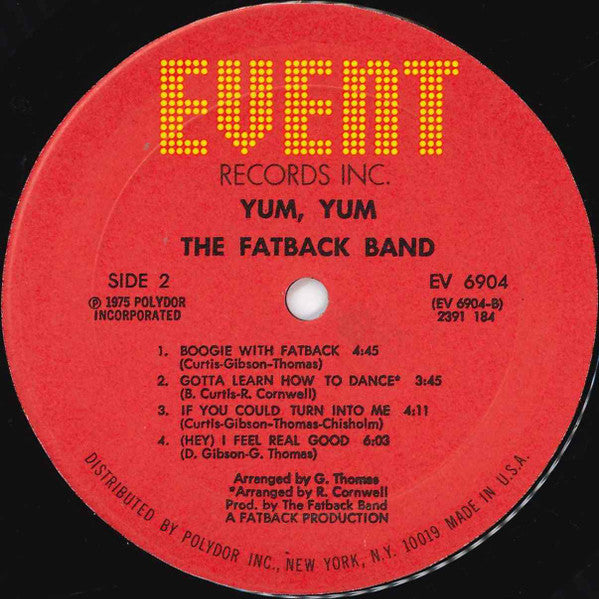 EVENT
RECORDS INC.
YUM, YUM
THE FATBACK BAND
SIDE 2
℗ 1975 POLYDOR
INCORPORATED
EV 6904
(EV 6904-B)
2391 184
1. BOOGIE WITH FATBACK 4:45
(Curtis-Gibson-Thomas)
2. GOTTA LEARN HOW TO DANCE* 3:45
(B. Curtis-R. Cornwell)
3. IF YOU COULD TURN INTO ME 4:11
(Curtis-Gibson-Thomas-Chisholm)
4. (HEY) I FEEL REAL GOOD 6:03
(D. Gibson-G. Thomas)
Arranged by G. Thomas
*Arranged by R. Cornwell
Prod. by The Fatback Band
A FATBACK PRODUCTION
DISTRIBUTED BY POLYDOR INC., NEW YORK, N.Y. 10019 MADE IN U.S.A.